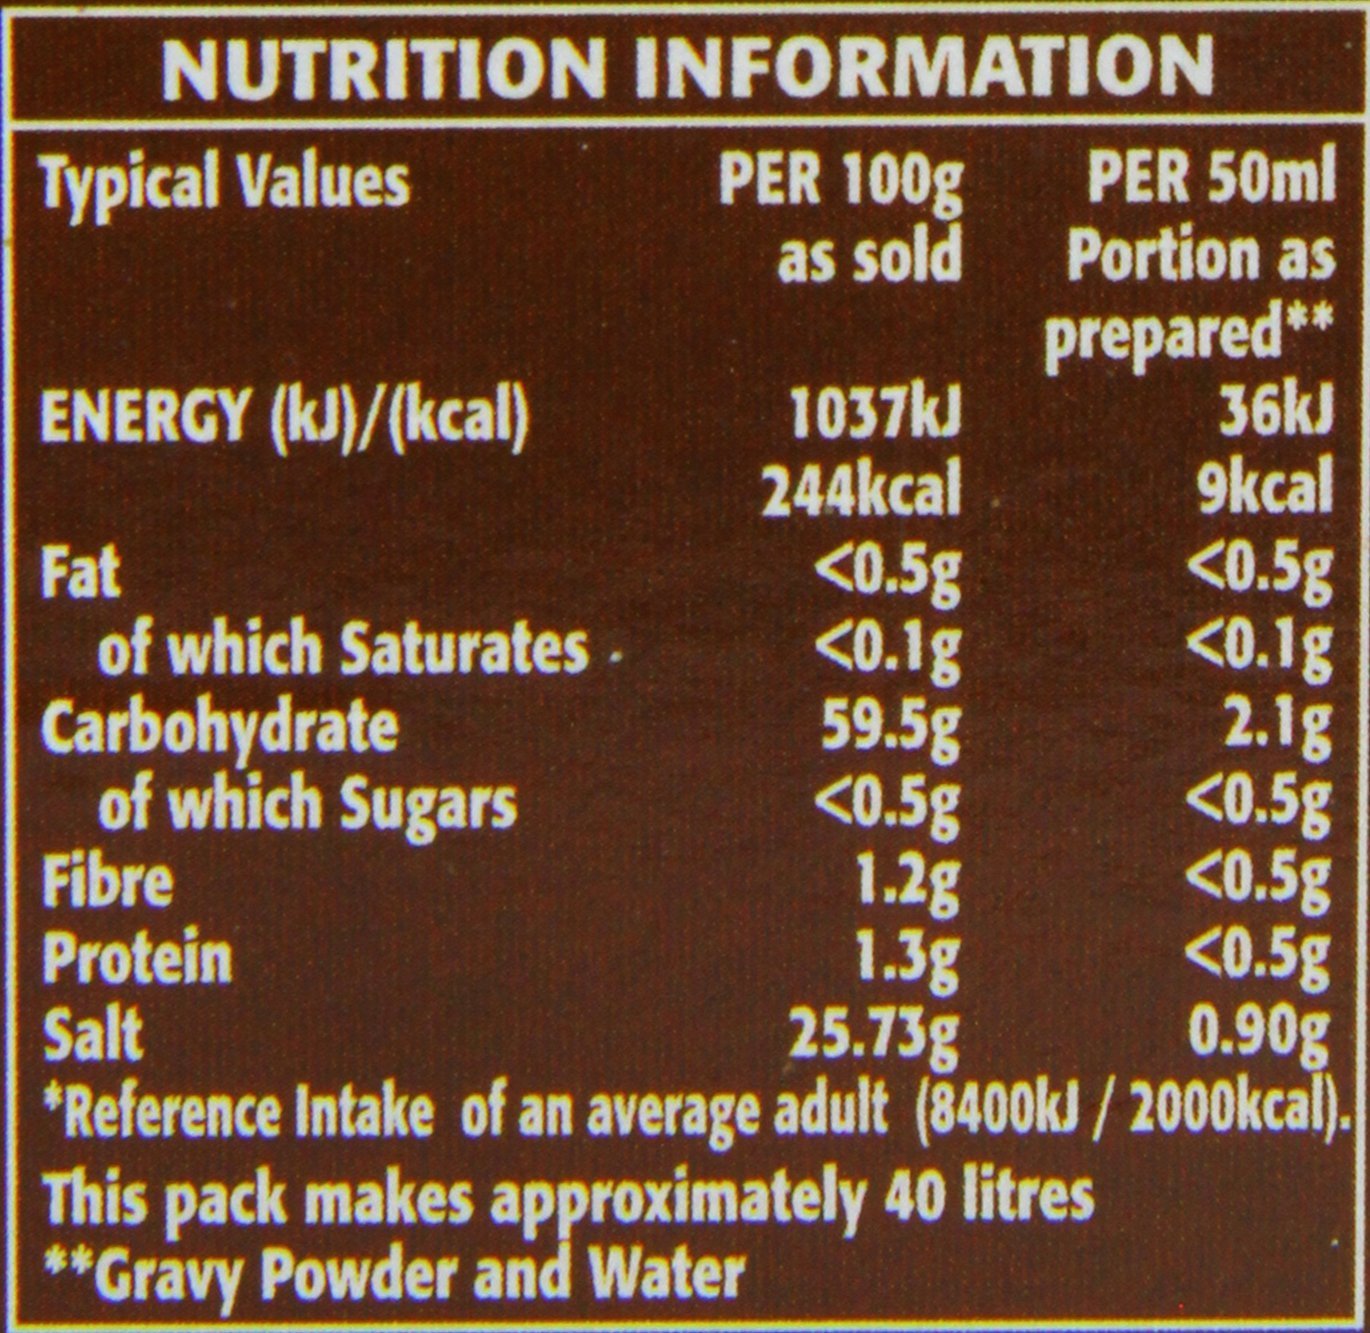 NUTRITION INFORMATION
Typical Values PER 100g PER 50ml
as sold Portion as
prepared**
ENERGY (kJ)/(kcal) 1037kJ 36kJ
244kcal 9kcal
Fat <0.5g <0.5g
of which Saturates <0.1g <0.1g
Carbohydrate 59.5g 2.1g
of which Sugars <0.5g <0.5g
Fibre 1.2g <0.5g
Protein 1.3g <0.5g
Salt 25.73g 0.90g
*Reference Intake of an average adult (8400kJ / 2000kcal).
This pack makes approximately 40 litres
**Gravy Powder and Water